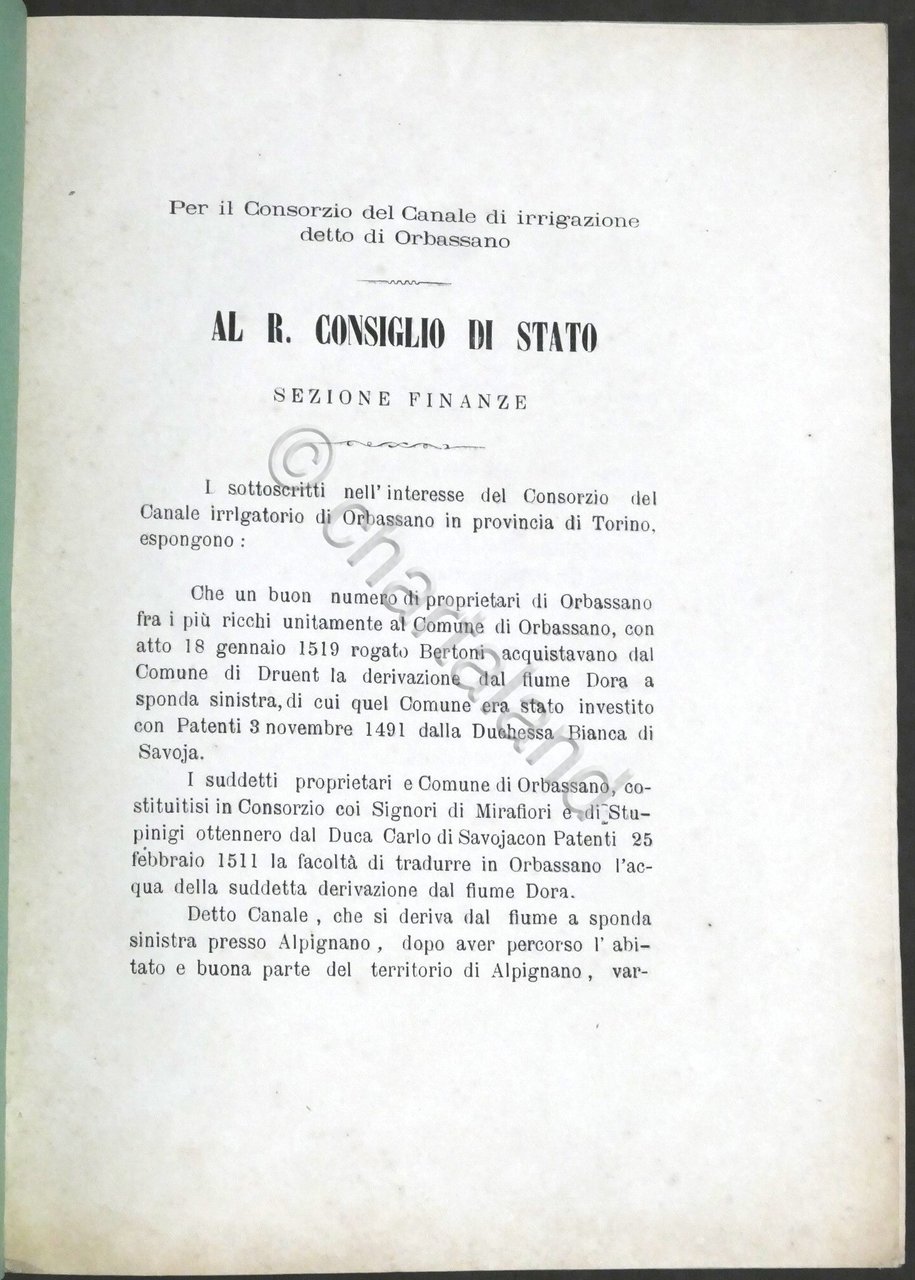 Per il Consorzio del Canale di irrigazione
detto di Orbassano
AL R. CONSIGLIO DI STATO
SEZIONE FINANZE
I sottoscritti nell' interesse del Consorzio del
Canale irrIgatorio di Orbassano in provincia di Torino,
espongono :
Che un buon numero di proprietari di Orbassano
fra i più ricchi unitamente al Comune di Orbassano, con
atto 18 gennaio 1519 rogato Bertoni acquistavano dal
Comune di Druent la derivazione dal fiume Dora a
sponda sinistra, di cui quel Comune era stato investito
con Patenti 3 novembre 1491 dalla Duchessa Bianca di
Savoja.
I suddetti proprietari e Comune di Orbassano, co-
stituitisi in Consorzio coi Signori di Mirafiori e di Stu-
pinigi ottennero dal Duca Carlo di Savojacon Patenti 25
febbraio 1511 la facoltà di tradurre in Orbassano l'ac-
qua della suddetta derivazione dal fiume Dora.
Detto Canale , che si deriva dal fiume a sponda
sinistra presso Alpignano , dopo aver percorso l' abi-
tato e buona parte del territorio di Alpignano , var-
© chartaland